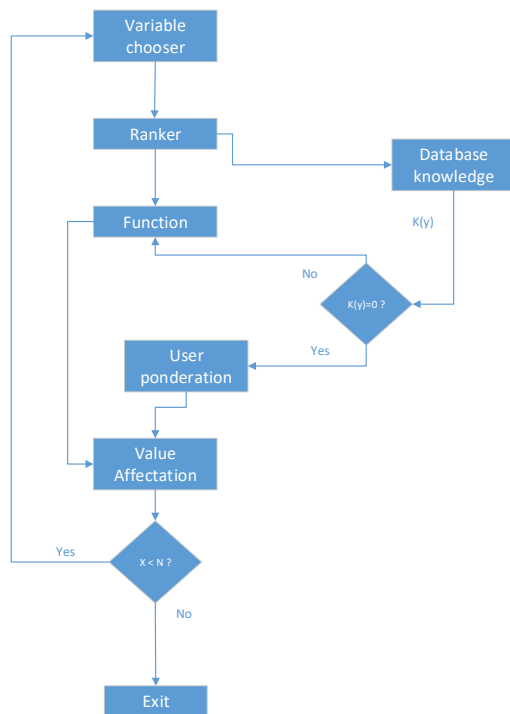 Variable
chooser
Ranker
Database
knowledge
Function
K(y)
No
K(y)=0 ?
Yes
User
ponderation
Value
Affectation
Yes
X < N ?
No
Exit